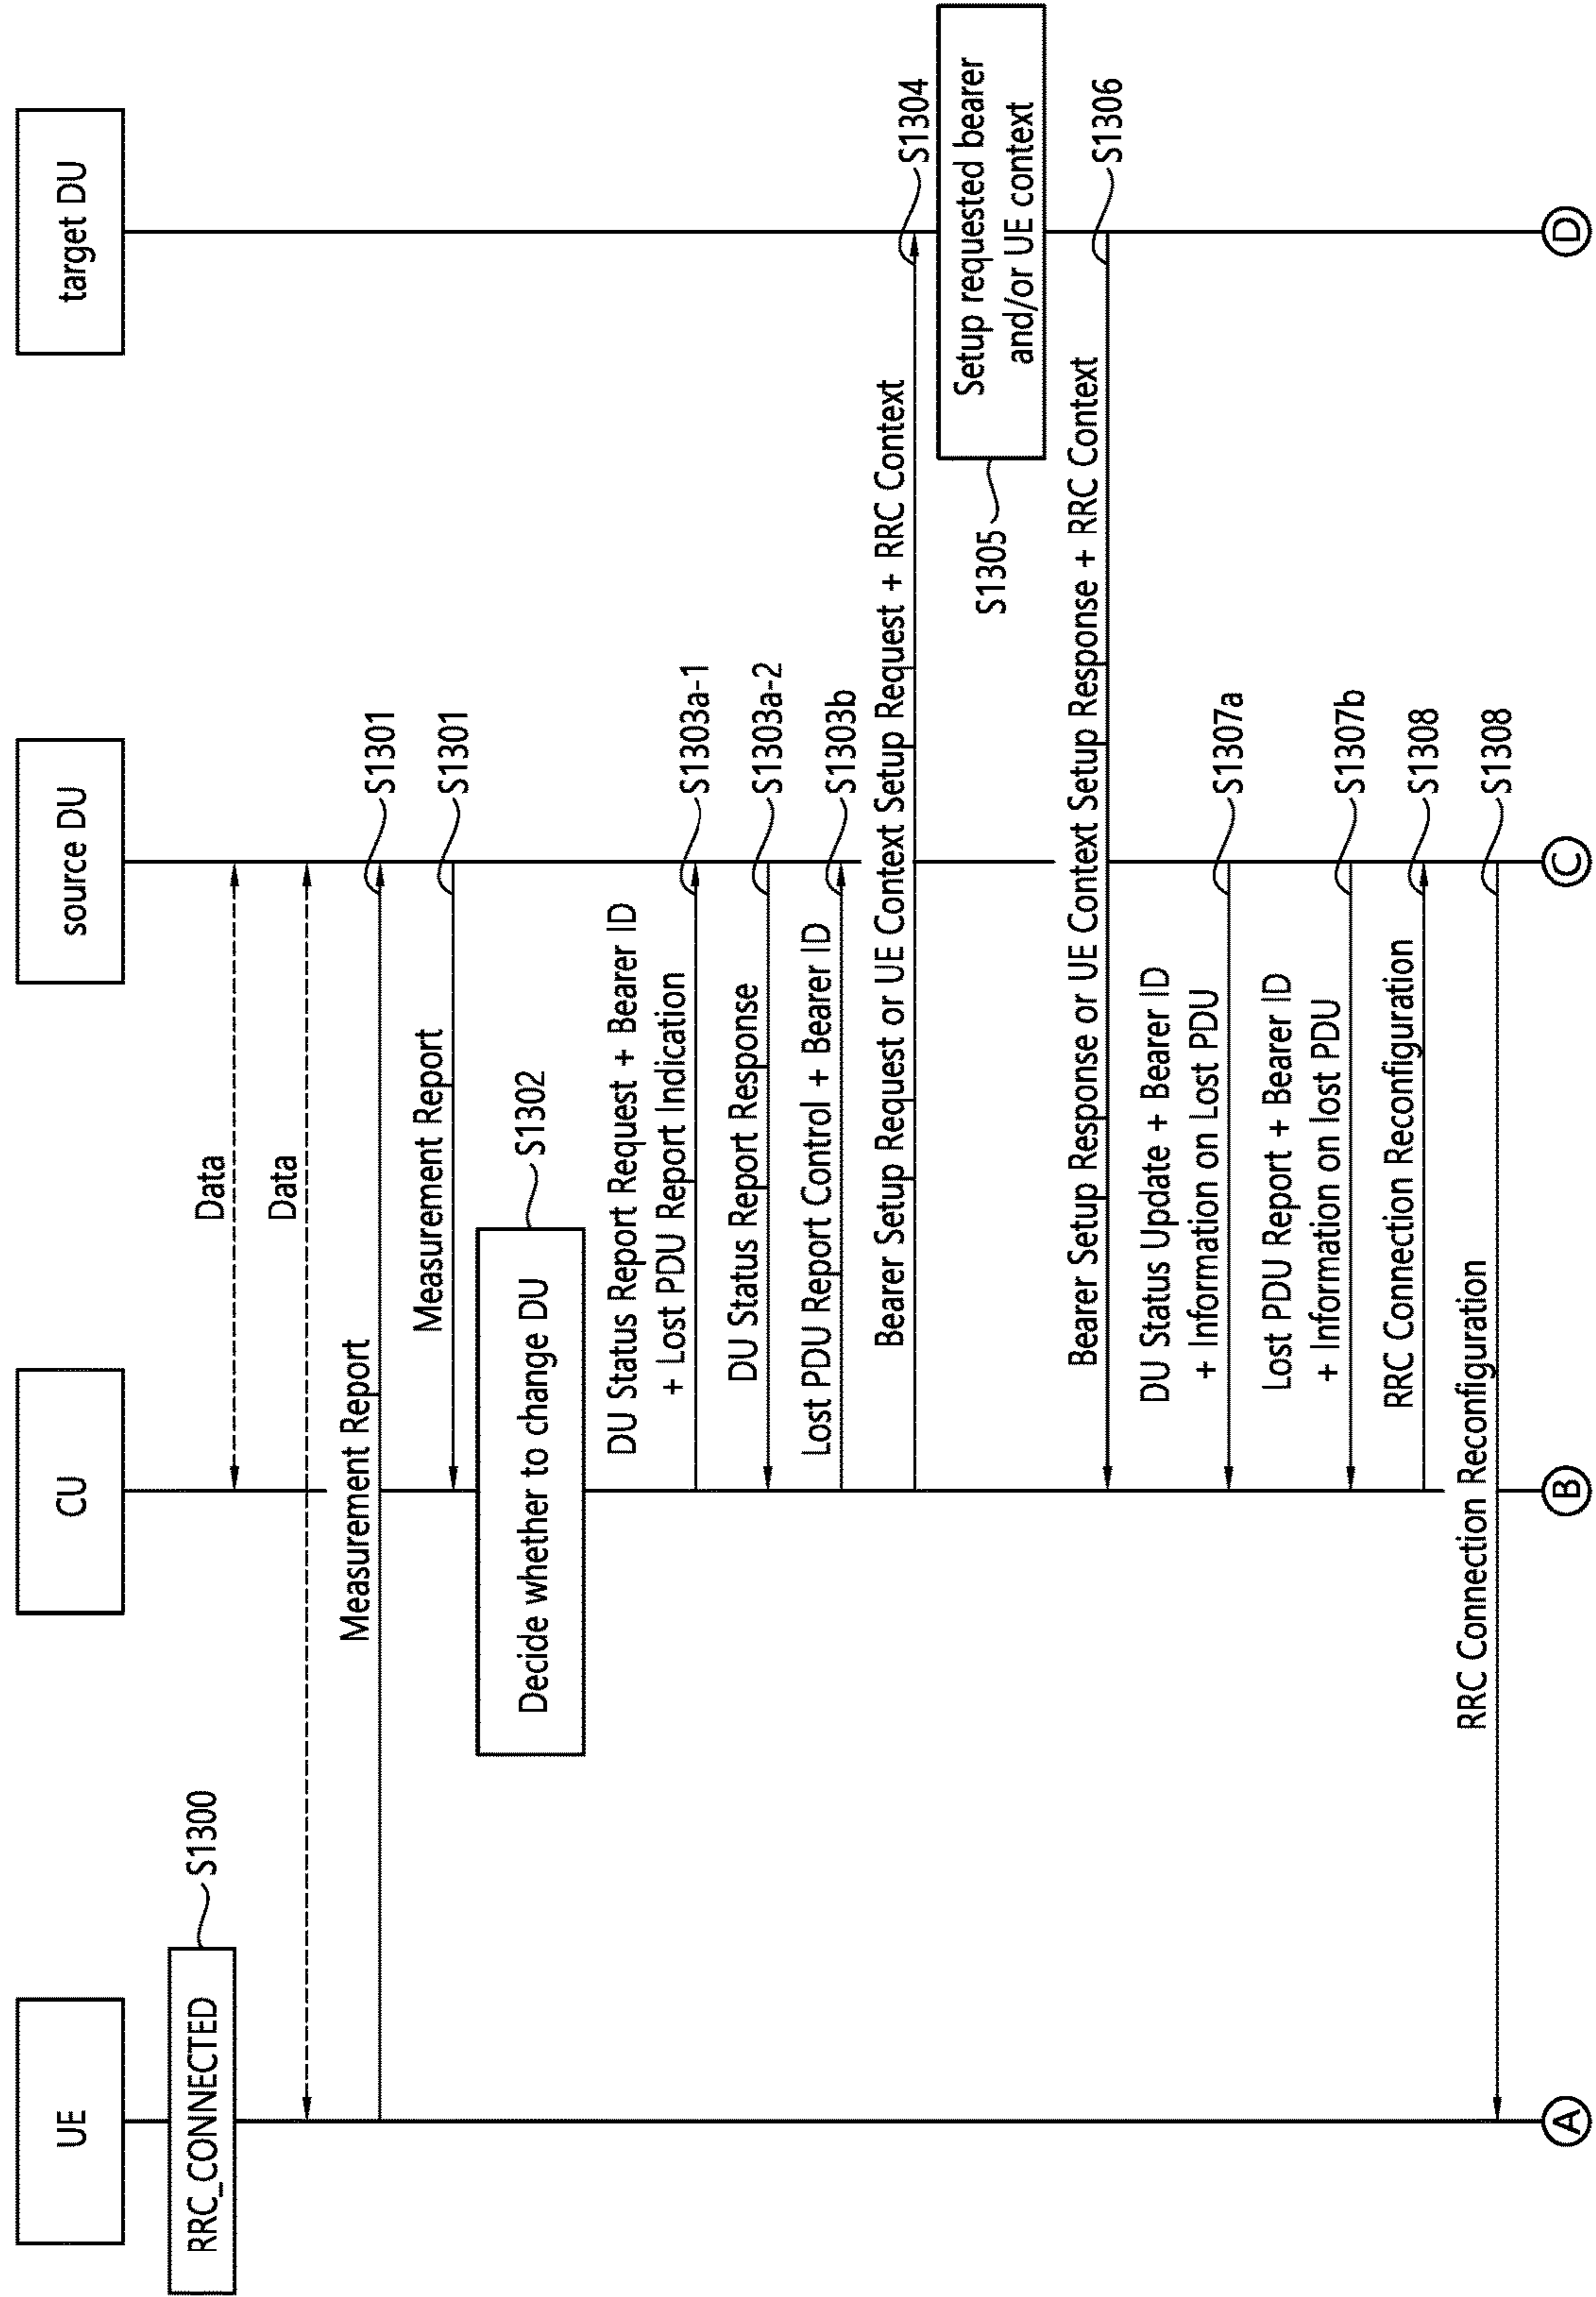 UE
CU
source DU
target DU
RRC_CONNECTED
S1300
Data
Data
Measurement Report
S1301
Measurement Report
S1301
Decide whether to change DU
S1302
DU Status Report Request + Bearer ID
+ Lost PDU Report Indication
S1303a-1
DU Status Report Response
S1303a-2
Lost PDU Report Control + Bearer ID
S1303b
Bearer Setup Request or UE Context Setup Request + RRC Context
S1304
Setup requested bearer
and/or UE context
S1305
Bearer Setup Response or UE Context Setup Response + RRC Context
S1306
DU Status Update + Bearer ID
+ Information on Lost PDU
S1307a
Lost PDU Report + Bearer ID
+ Information on lost PDU
S1307b
RRC Connection Reconfiguration
S1308
RRC Connection Reconfiguration
S1308
A
B
C
D